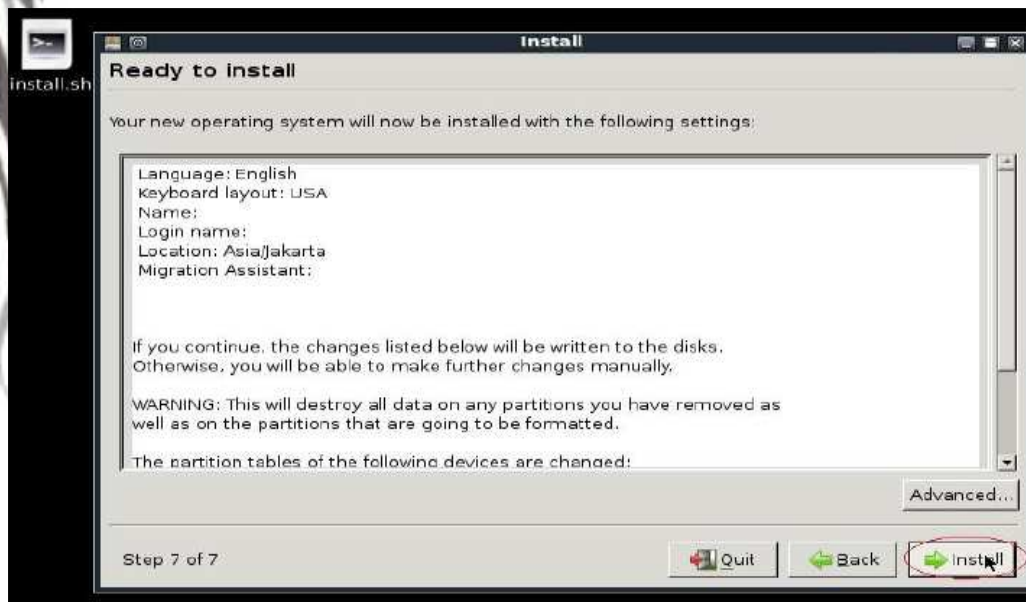 install.sh
Install
Ready to install
Your new operating system will now be installed with the following settings:
Language: English
Keyboard layout: USA
Name:
Login name:
Location: Asia/Jakarta
Migration Assistant:
If you continue, the changes listed below will be written to the disks.
Otherwise, you will be able to make further changes manually.
WARNING: This will destroy all data on any partitions you have removed as
well as on the partitions that are going to be formatted.
The partition tables of the following devices are changed:
Advanced...
Step 7 of 7
Quit
Back
Install